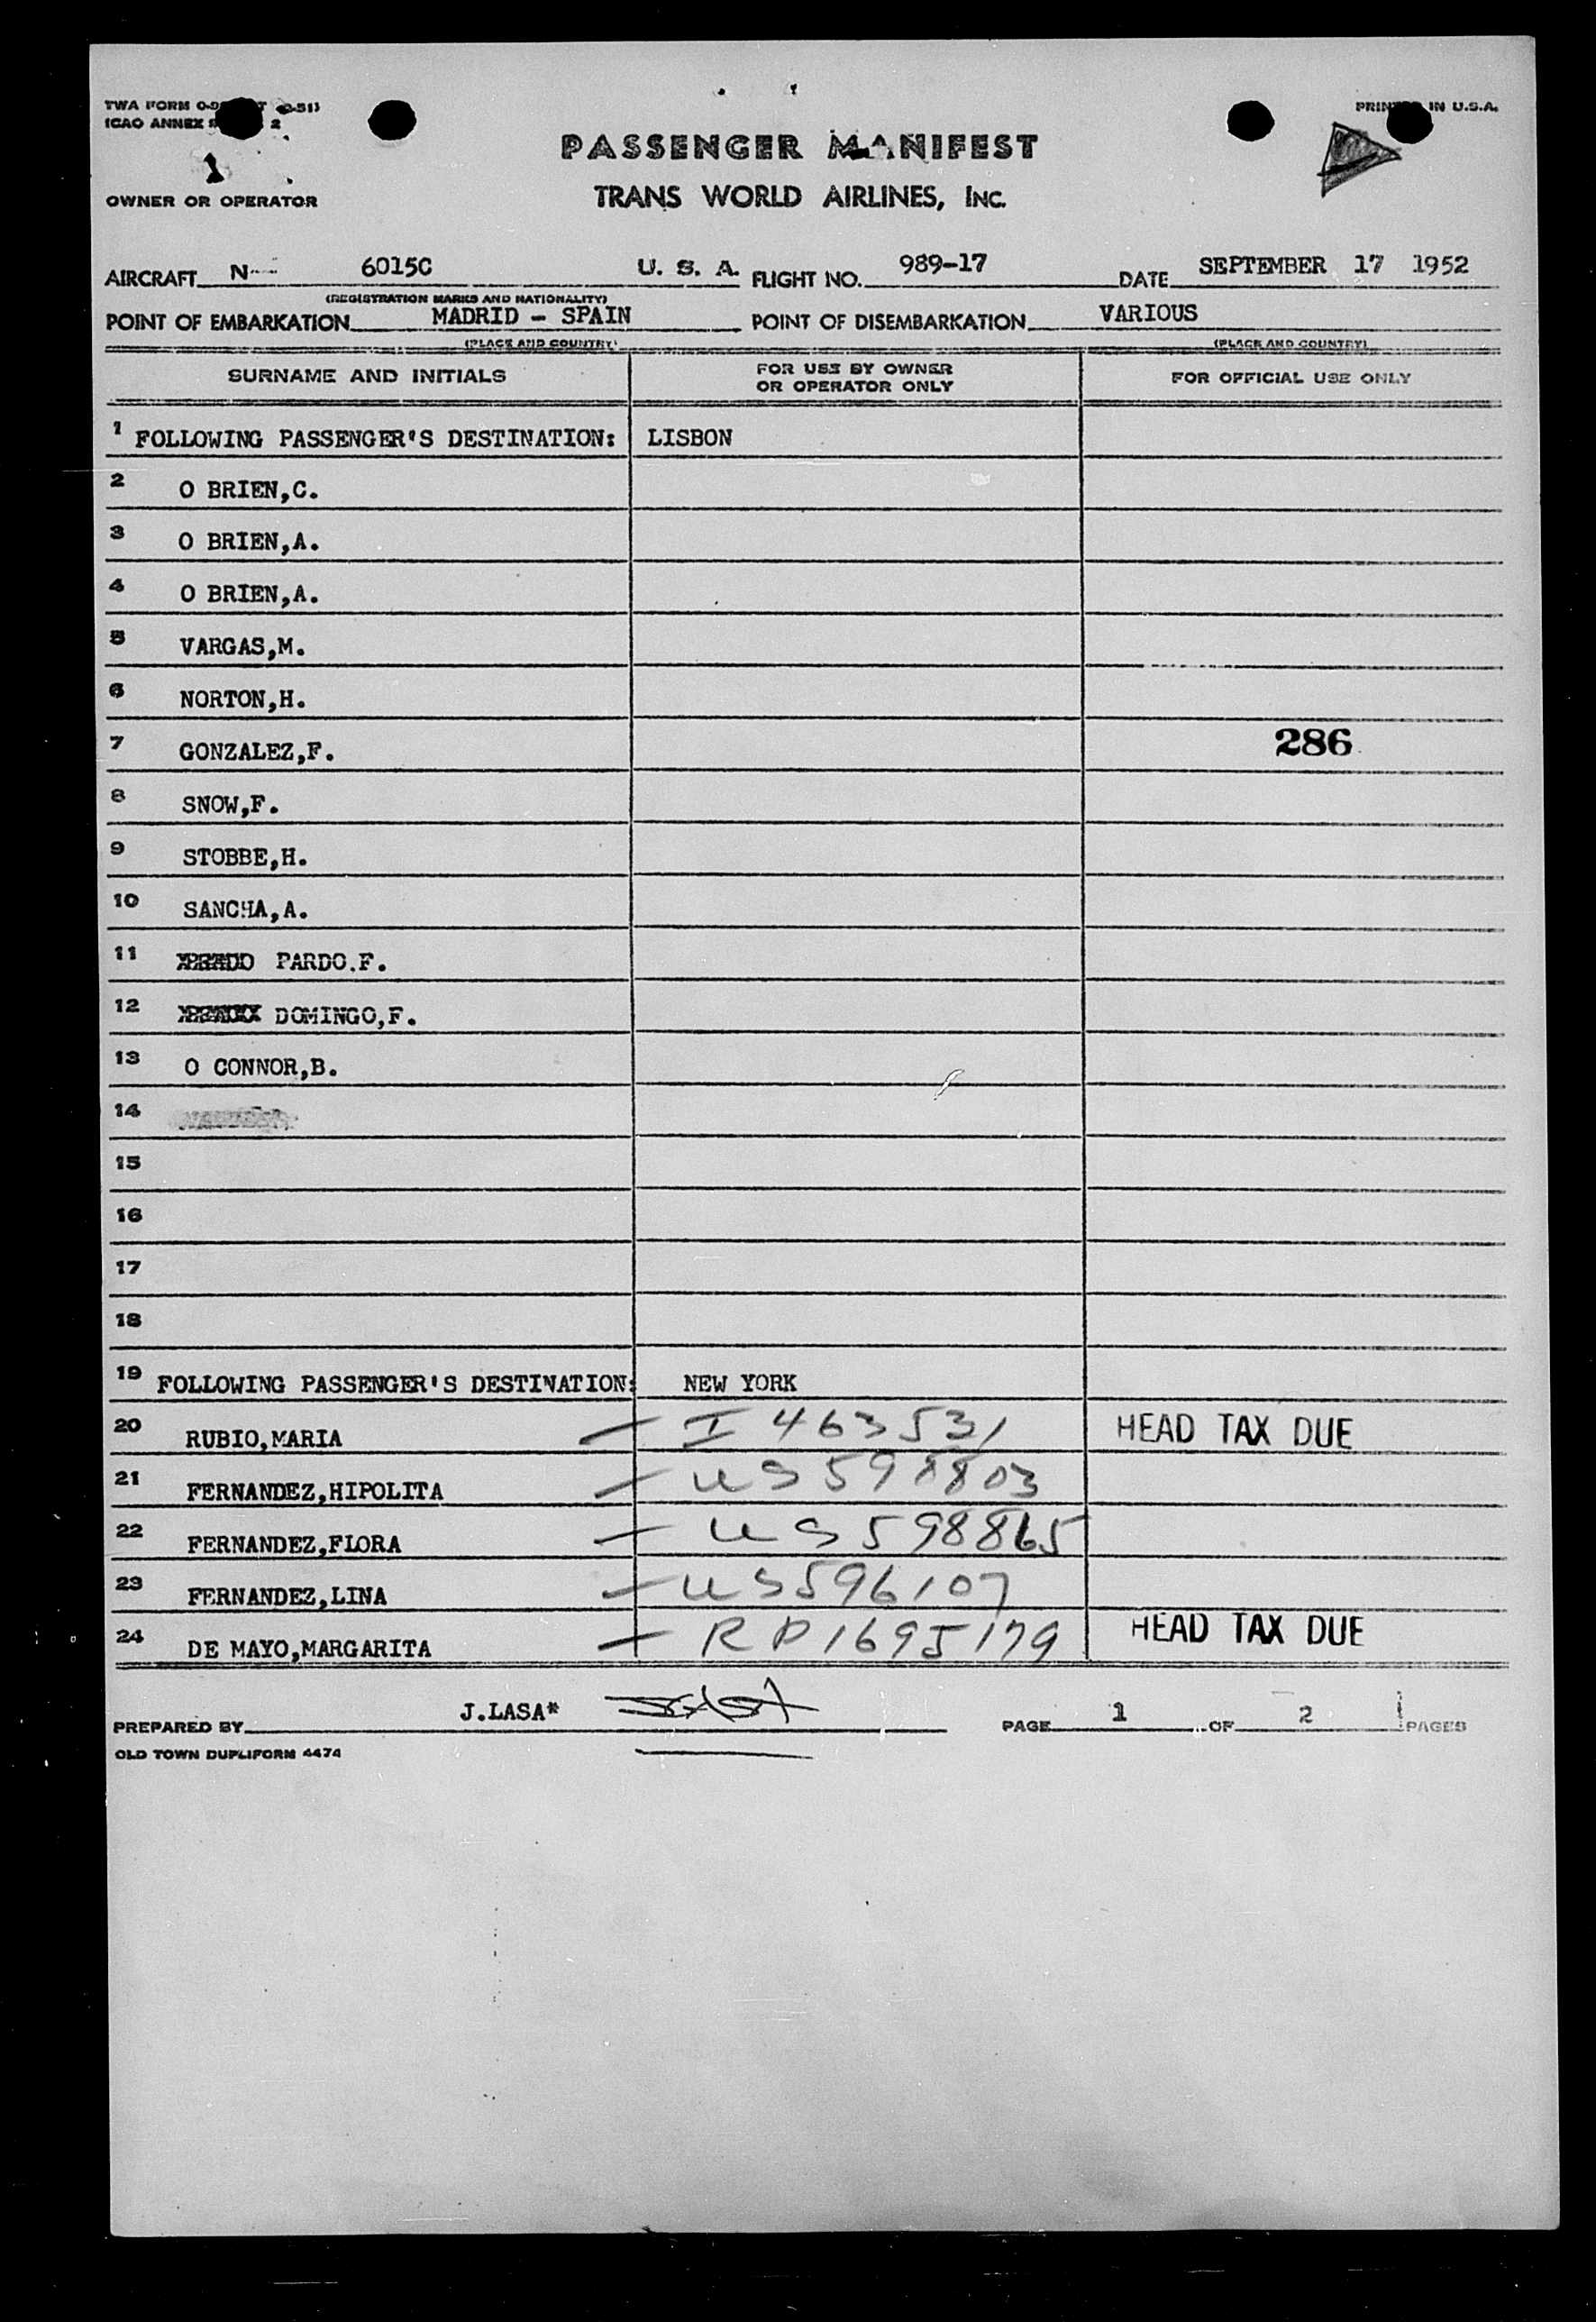 TWA FORM
PRINTED IN U.S.A.
ICAO ANNEX 2
1
PASSENGER MANIFEST
OWNER OR OPERATOR
TRANS WORLD AIRLINES, INC.
AIRCRAFT N 6015C U. S. A. FLIGHT NO. 989-17 DATE SEPTEMBER 17 1952
(REGISTRATION MARKS AND NATIONALITY)
POINT OF EMBARKATION MADRID - SPAIN POINT OF DISEMBARKATION VARIOUS
(PLACE AND COUNTRY) (PLACE AND COUNTRY)
SURNAME AND INITIALS FOR USE BY OWNER OR OPERATOR ONLY FOR OFFICIAL USE ONLY
1 FOLLOWING PASSENGER'S DESTINATION: LISBON
2 O BRIEN,C.
3 O BRIEN,A.
4 O BRIEN,A.
5 VARGAS,M.
6 NORTON,H.
7 GONZALEZ,F. 286
8 SNOW,F.
9 STOBBE,H.
10 SANCHA,A.
11 PARDO.F.
12 DOMINGO,F.
13 O CONNOR,B.
14
15
16
17
18
19 FOLLOWING PASSENGER'S DESTINATION: NEW YORK
20 RUBIO,MARIA - I 463531 HEAD TAX DUE
21 FERNANDEZ,HIPOLITA - US 598803
22 FERNANDEZ,FLORA - US 598865
23 FERNANDEZ,LINA - US 596107
24 DE MAYO,MARGARITA - RP 1695179 HEAD TAX DUE
PREPARED BY J.LASA* PAGE 1 OF 2 PAGES
OLD TOWN DUPLIFORM 4474